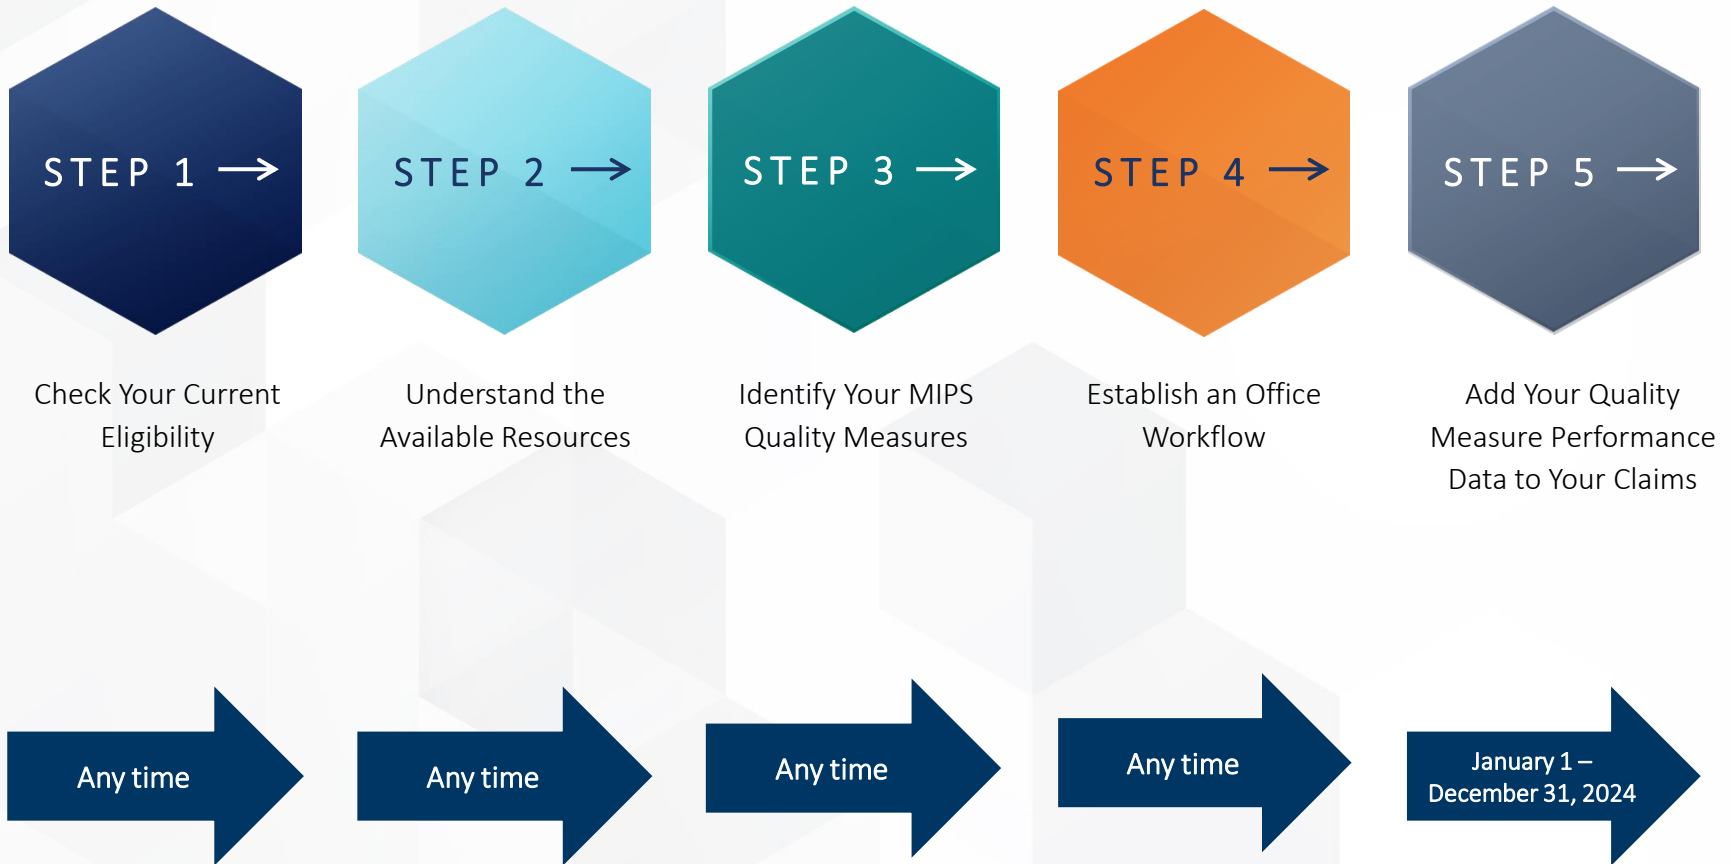 STEP 1 →
STEP 2 →
STEP 3 →
STEP 4 →
STEP 5 →
Check Your Current
Eligibility
Understand the
Available Resources
Identify Your MIPS
Quality Measures
Establish an Office
Workflow
Add Your Quality
Measure Performance
Data to Your Claims
Any time
Any time
Any time
Any time
January 1 –
December 31, 2024